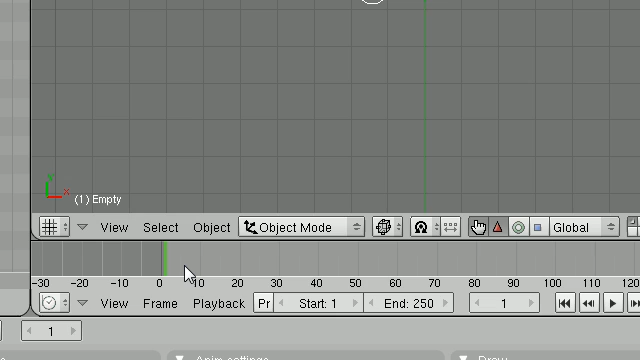 Y
X
(1) Empty
View Select Object Object Mode Global
-30 -20 -10 0 10 20 30 40 50 60 70 80 90 100 110 120
View Frame Playback Pr Start: 1 End: 250 1
1
Anim settings Draw